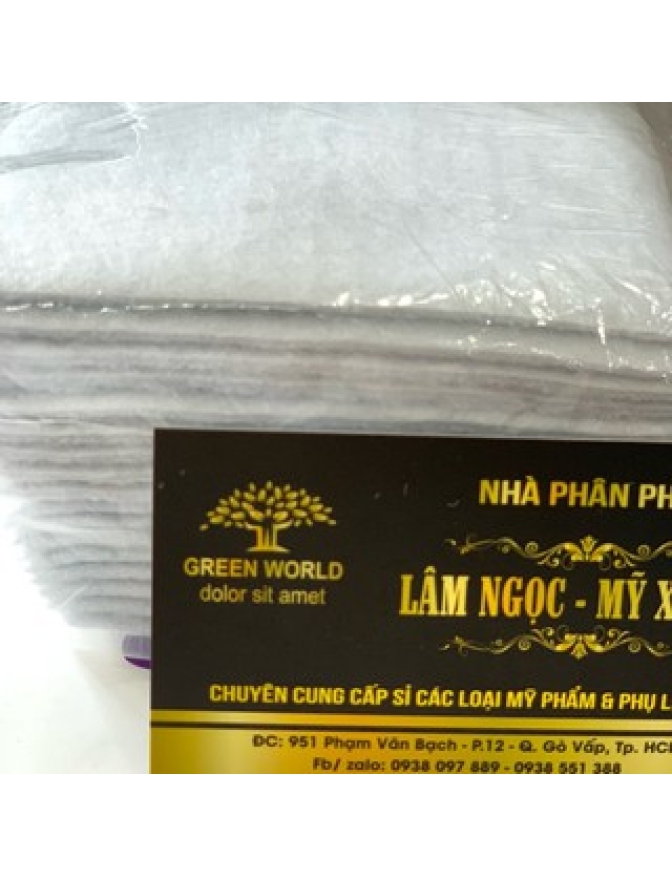 NHÀ PHÂN PH
GREEN WORLD
dolor sit amet
LÂM NGỌC - MỸ X
CHUYÊN CUNG CẤP SỈ CÁC LOẠI MỸ PHẨM & PHỤ L
ĐC: 951 Phạm Văn Bạch - P.12 - Q. Gò Vấp, Tp. HC
Fb/ zalo: 0938 097 889 - 0938 551 388